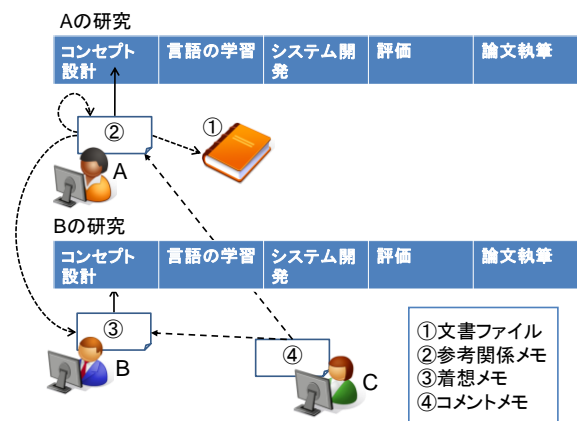 Aの研究
コンセプト
設計
言語の学習
システム開
発
評価
論文執筆
①
②
A
Bの研究
コンセプト
設計
言語の学習
システム開
発
評価
論文執筆
③
B
④
C
①文書ファイル
②参考関係メモ
③着想メモ
④コメントメモ